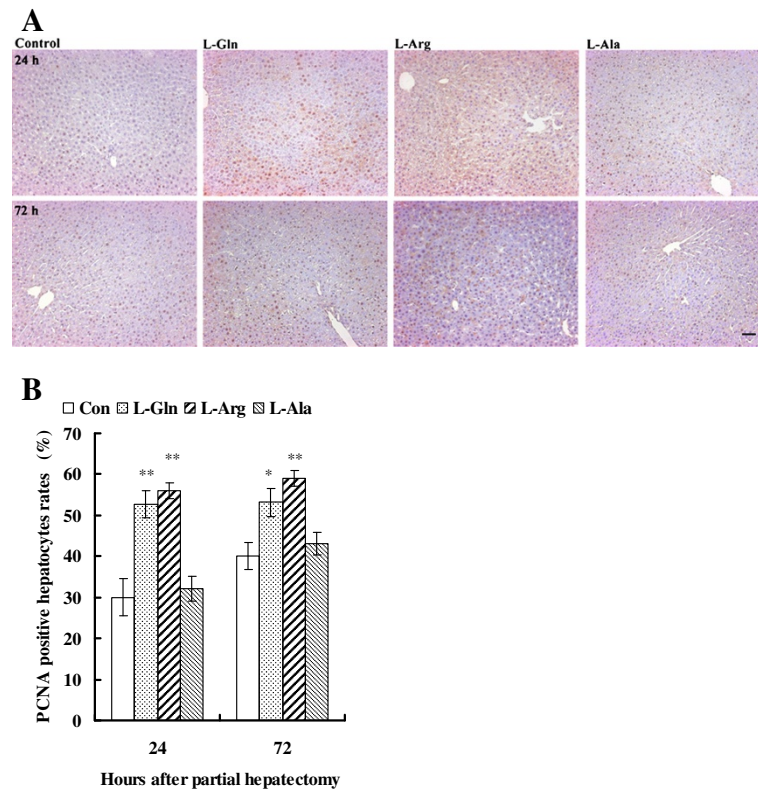 A
Control L-Gln L-Arg L-Ala
24 h
72 h
B
Con L-Gln L-Arg L-Ala
PCNA positive hepatocytes rates (%)
70
60
50
40
30
20
10
0
** ** * **
24 72
Hours after partial hepatectomy